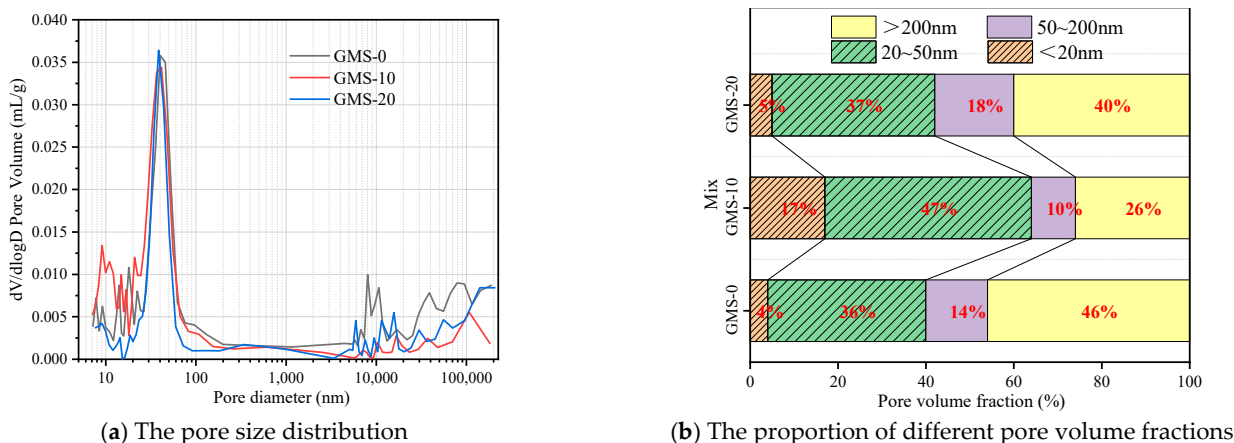 0.040
0.035
0.030
0.025
0.020
0.015
0.010
0.005
0.000
dV/dlogD Pore Volume (mL/g)
GMS-0
GMS-10
GMS-20
10 100 1,000 10,000 100,000
Pore diameter (nm)
(a) The pore size distribution
>200nm 50~200nm
20~50nm <20nm
GMS-20
5% 37% 18% 40%
Mix
GMS-10
17% 47% 10% 26%
GMS-0
4% 36% 14% 46%
0 20 40 60 80 100
Pore volume fraction (%)
(b) The proportion of different pore volume fractions